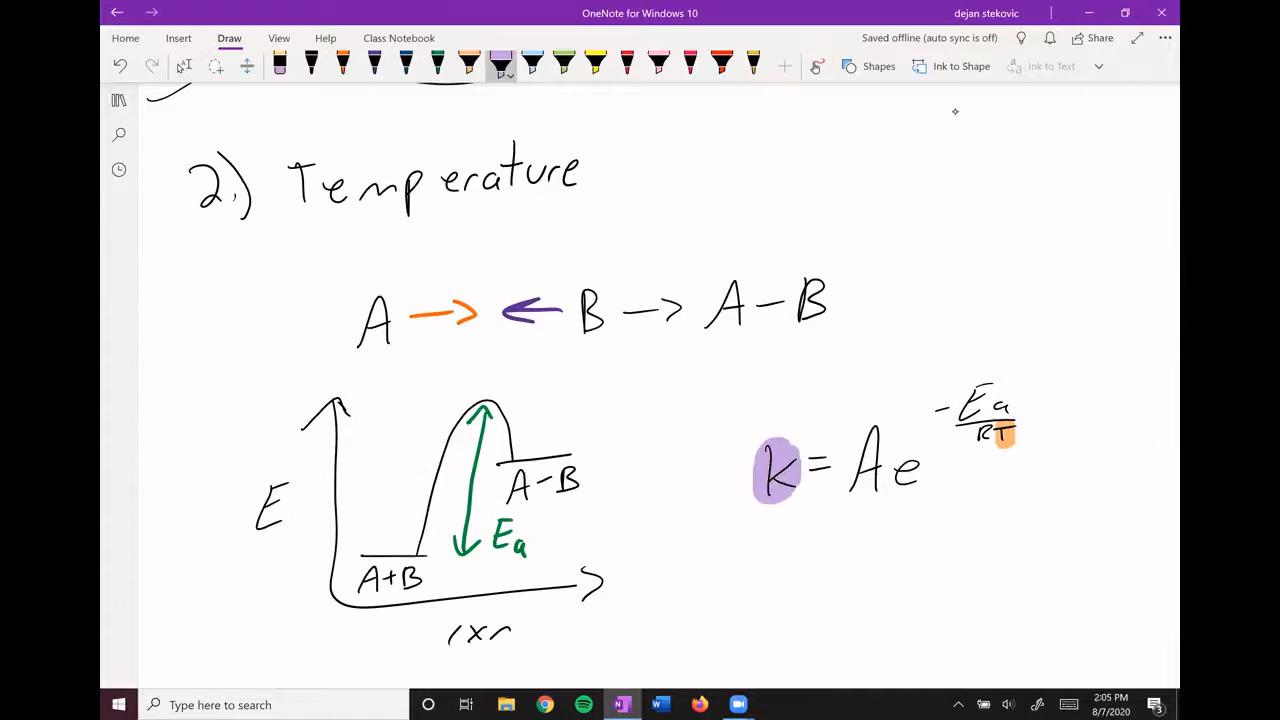 OneNote for Windows 10
dejan stekovic
Home Insert Draw View Help Class Notebook
Saved offline (auto sync is off) Share
Shapes Ink to Shape Ink to Text
2.) Temperature
A → ← B → A - B
E
A+B
Ea
A-B
rxn
k = Ae -Ea/RT
Type here to search
2:05 PM
8/7/2020
3